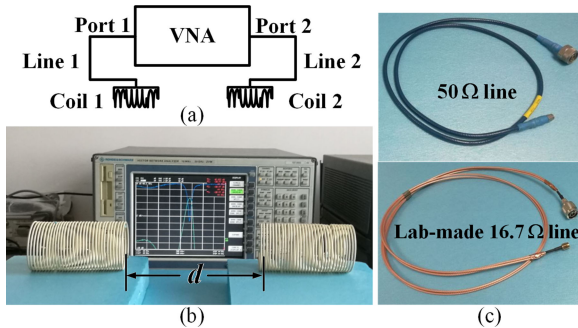 Port 1
VNA
Port 2
Line 1
Line 2
Coil 1
Coil 2
(a)
d
(b)
50 Ω line
Lab-made 16.7 Ω line
(c)